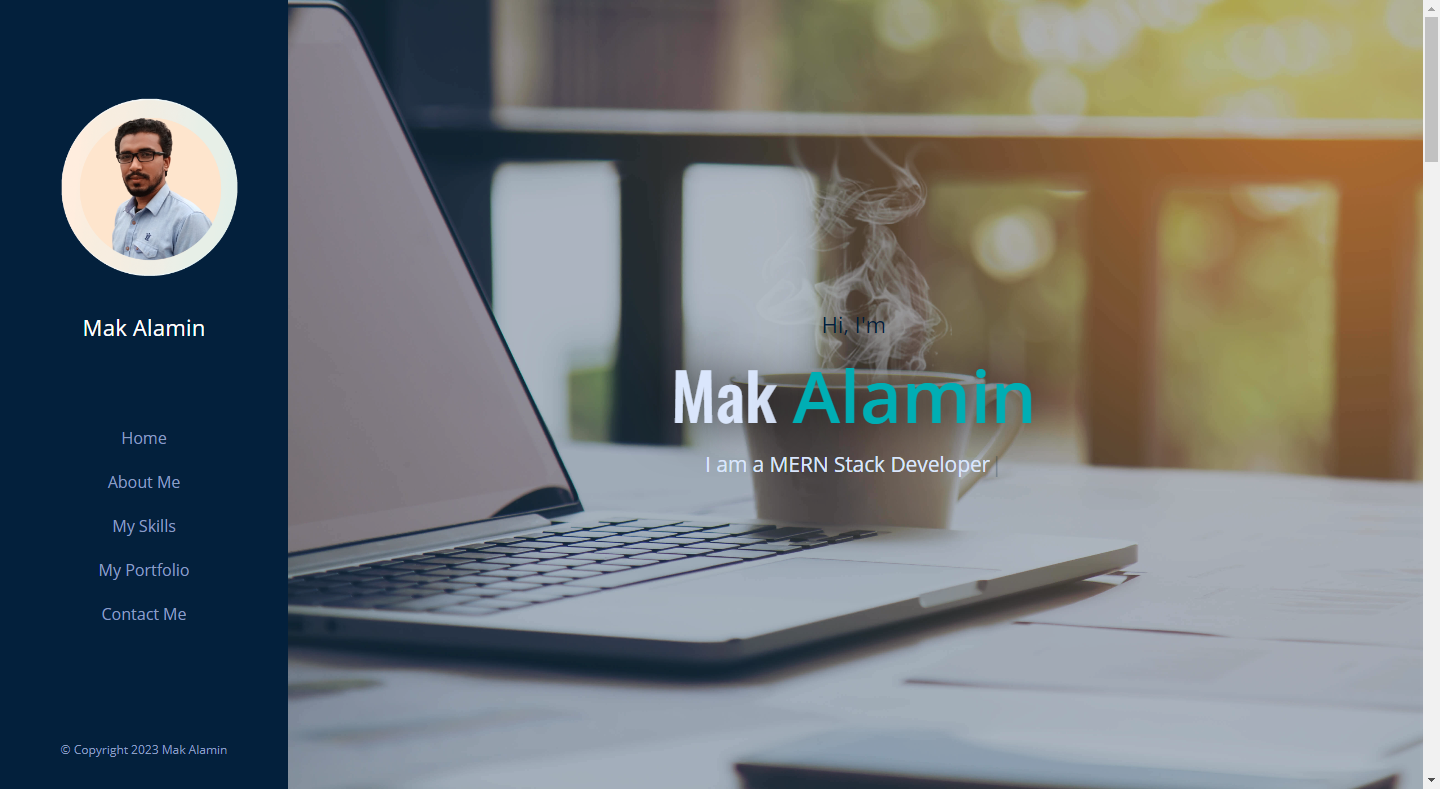 Mak Alamin
Home
About Me
My Skills
My Portfolio
Contact Me
© Copyright 2023 Mak Alamin
Hi, I'm
Mak Alamin
I am a MERN Stack Developer